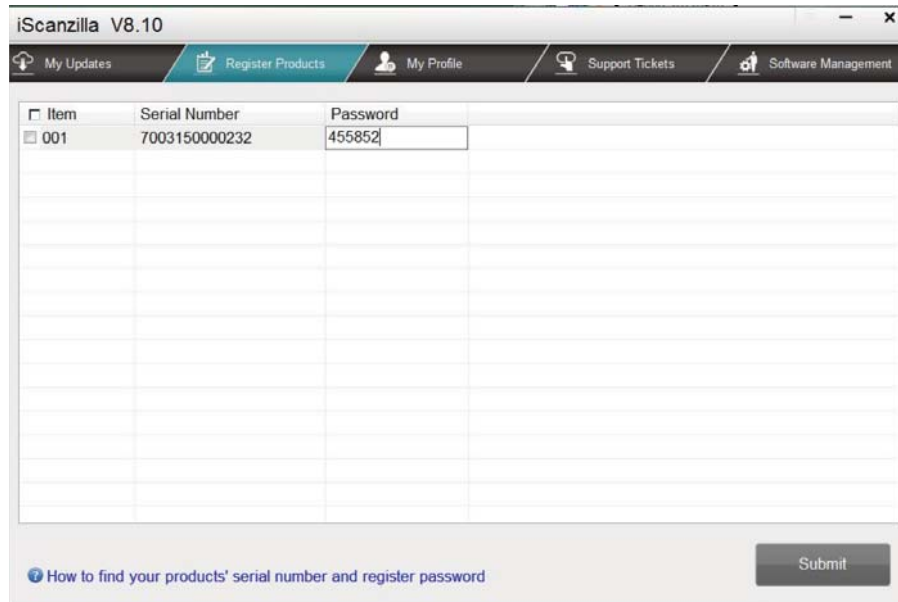 iScanzilla V8.10
My Updates Register Products My Profile Support Tickets Software Management
Item Serial Number Password
001 7003150000232 455852
How to find your products' serial number and register password
Submit